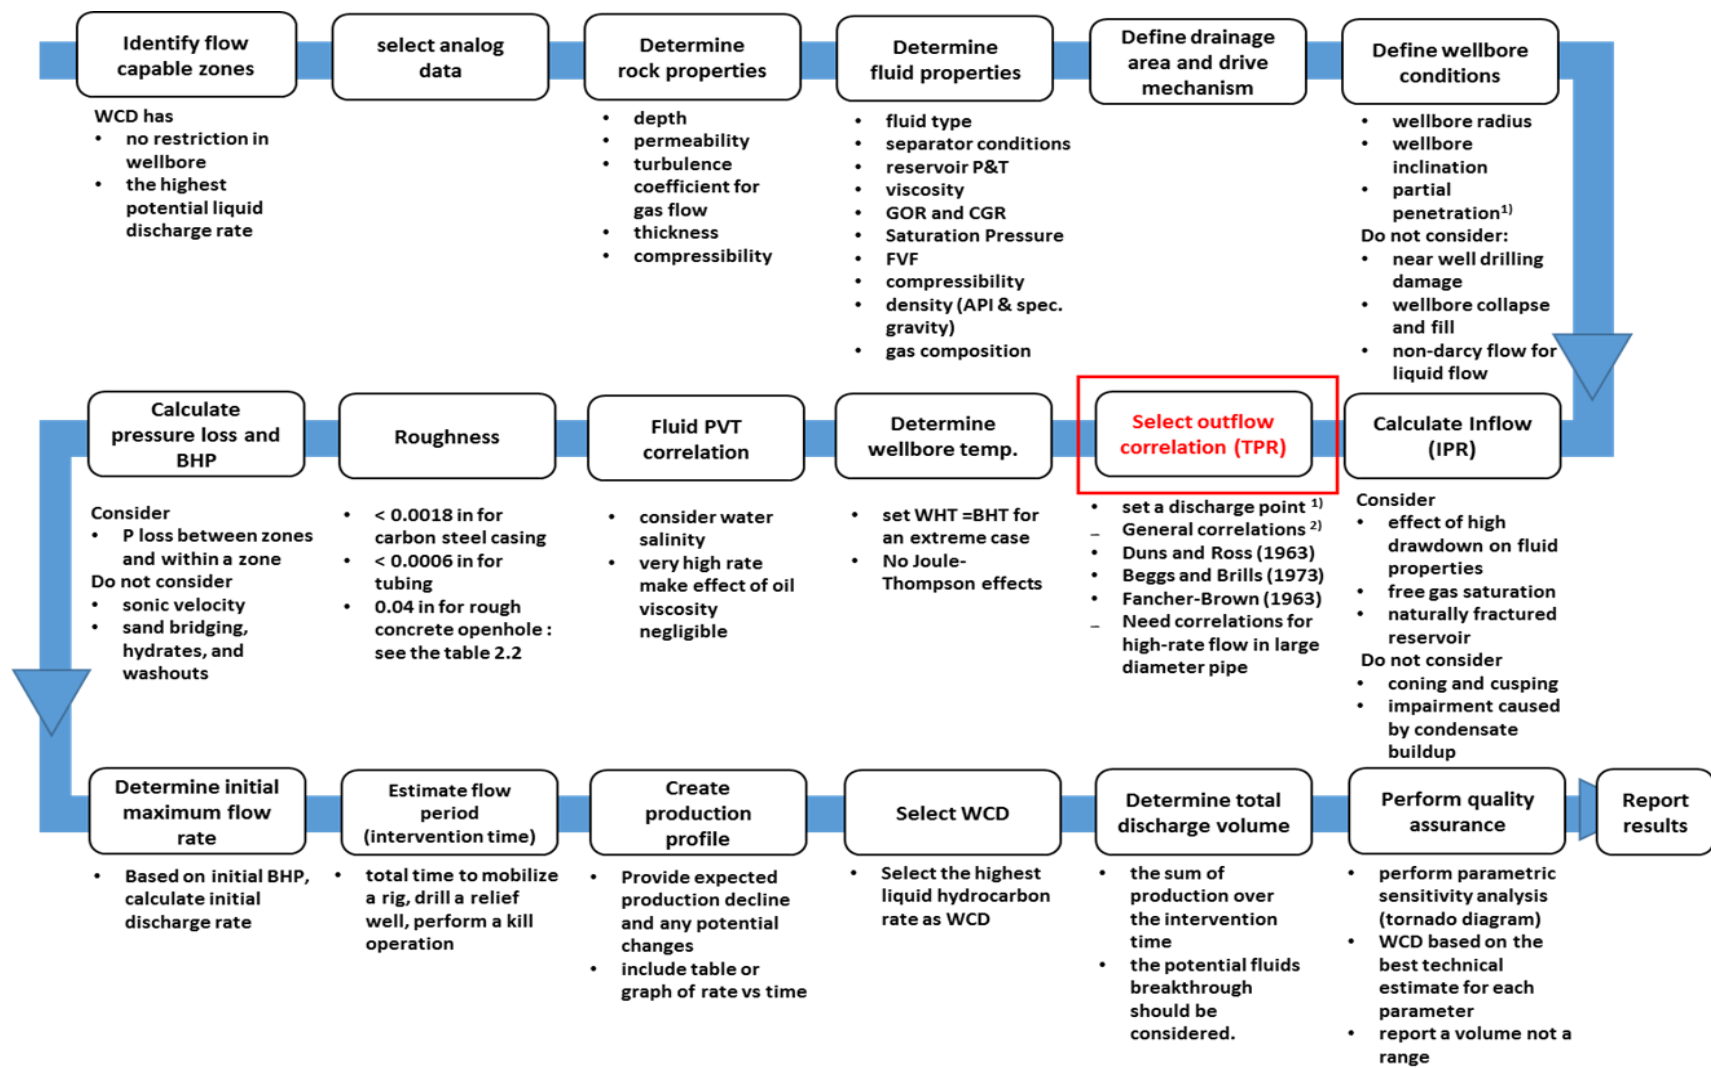 Identify flow
capable zones
WCD has
• no restriction in
wellbore
• the highest
potential liquid
discharge rate
select analog
data
Determine
rock properties
• depth
• permeability
• turbulence
coefficient for
gas flow
• thickness
• compressibility
Determine
fluid properties
• fluid type
• separator conditions
• reservoir P&T
• viscosity
• GOR and CGR
• Saturation Pressure
• FVF
• compressibility
• density (API & spec.
gravity)
• gas composition
Define drainage
area and drive
mechanism
Define wellbore
conditions
• wellbore radius
• wellbore
inclination
• partial
penetration1)
Do not consider:
• near well drilling
damage
• wellbore collapse
and fill
• non-darcy flow for
liquid flow
Calculate Inflow
(IPR)
Consider
• effect of high
drawdown on fluid
properties
• free gas saturation
• naturally fractured
reservoir
Do not consider
• coning and cusping
• impairment caused
by condensate
buildup
Select outflow
correlation (TPR)
• set a discharge point 1)
– General correlations 2)
• Duns and Ross (1963)
• Beggs and Brills (1973)
• Fancher-Brown (1963)
– Need correlations for
high-rate flow in large
diameter pipe
Determine
wellbore temp.
• set WHT =BHT for
an extreme case
• No Joule-
Thompson effects
Fluid PVT
correlation
• consider water
salinity
• very high rate
make effect of oil
viscosity
negligible
Roughness
• < 0.0018 in for
carbon steel casing
• < 0.0006 in for
tubing
• 0.04 in for rough
concrete openhole :
see the table 2.2
Calculate
pressure loss and
BHP
Consider
• P loss between zones
and within a zone
Do not consider
• sonic velocity
• sand bridging,
hydrates, and
washouts
Determine initial
maximum flow
rate
• Based on initial BHP,
calculate initial
discharge rate
Estimate flow
period
(intervention time)
• total time to mobilize
a rig, drill a relief
well, perform a kill
operation
Create
production
profile
• Provide expected
production decline
and any potential
changes
• include table or
graph of rate vs time
Select WCD
• Select the highest
liquid hydrocarbon
rate as WCD
Determine total
discharge volume
• the sum of
production over
the intervention
time
• the potential fluids
breakthrough
should be
considered.
Perform quality
assurance
• perform parametric
sensitivity analysis
(tornado diagram)
• WCD based on the
best technical
estimate for each
parameter
• report a volume not a
range
Report
results